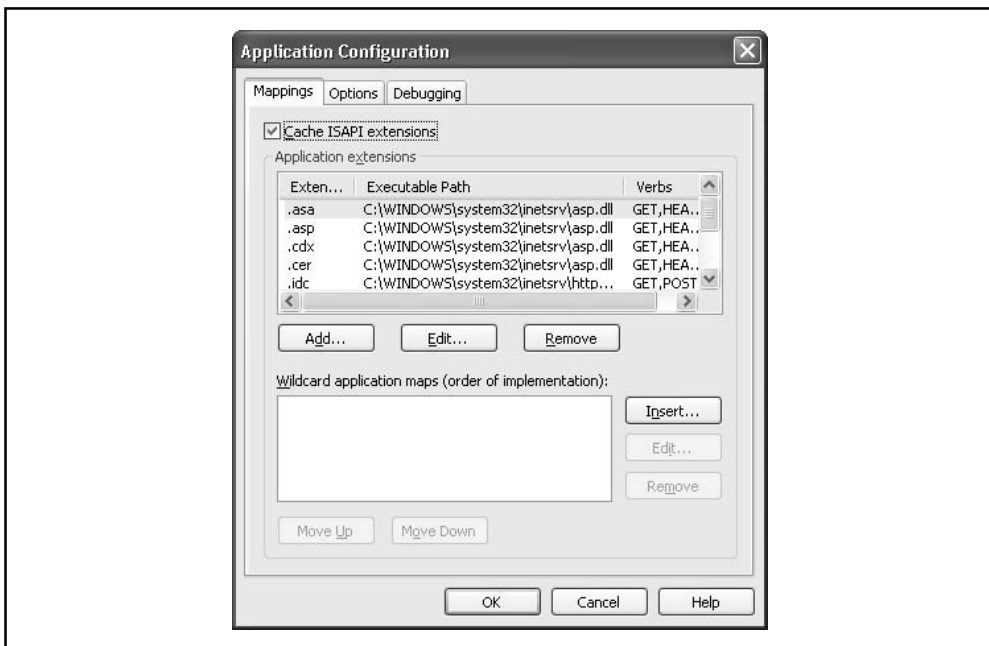 Application Configuration
Mappings Options Debugging
Cache ISAPI extensions
Application extensions
Exten... Executable Path Verbs
.asa C:\WINDOWS\system32\inetsrv\asp.dll GET,HEA..
.asp C:\WINDOWS\system32\inetsrv\asp.dll GET,HEA..
.cdx C:\WINDOWS\system32\inetsrv\asp.dll GET,HEA..
.cer C:\WINDOWS\system32\inetsrv\asp.dll GET,HEA..
.idc C:\WINDOWS\system32\inetsrv\http... GET,POST
Add... Edit... Remove
Wildcard application maps (order of implementation):
Insert...
Edit...
Remove
Move Up Move Down
OK Cancel Help